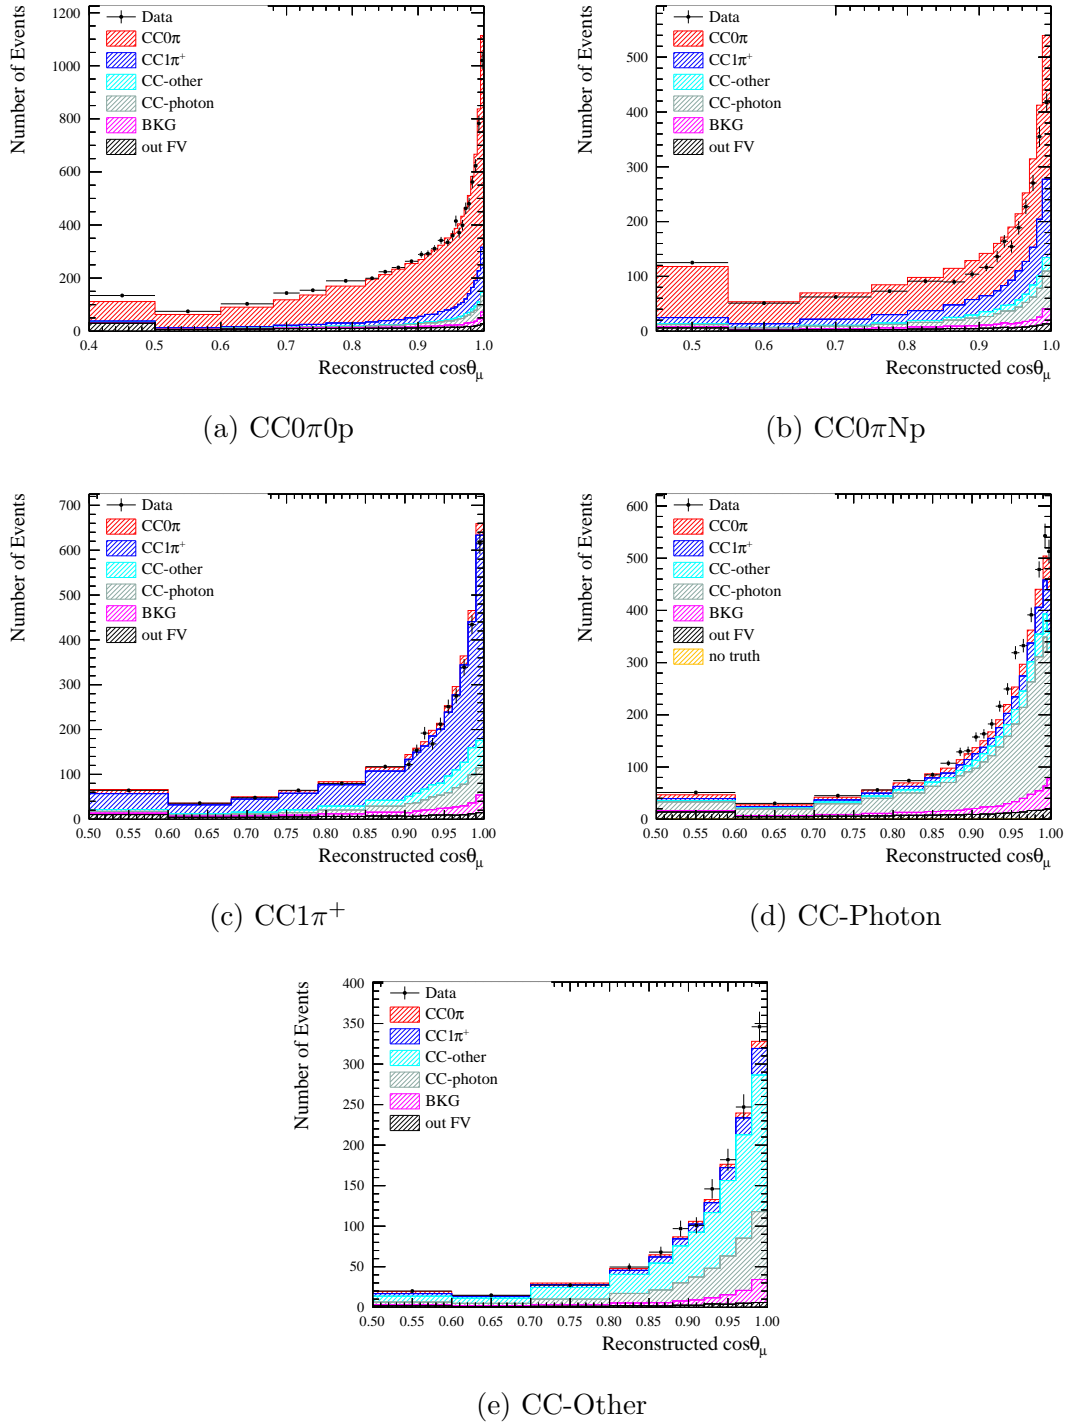 Number of Events
1200
1000
800
600
400
200
0
Data
CC0π
CC1π⁺
CC-other
CC-photon
BKG
out FV
0.4 0.5 0.6 0.7 0.8 0.9 1.0
Reconstructed cosθμ
(a) CC0π0p
Number of Events
500
400
300
200
100
0
Data
CC0π
CC1π⁺
CC-other
CC-photon
BKG
out FV
0.5 0.6 0.7 0.8 0.9 1.0
Reconstructed cosθμ
(b) CC0πNp
Number of Events
700
600
500
400
300
200
100
0
Data
CC0π
CC1π⁺
CC-other
CC-photon
BKG
out FV
0.50 0.55 0.60 0.65 0.70 0.75 0.80 0.85 0.90 0.95 1.00
Reconstructed cosθμ
(c) CC1π⁺
Number of Events
600
500
400
300
200
100
0
Data
CC0π
CC1π⁺
CC-other
CC-photon
BKG
out FV
no truth
0.50 0.55 0.60 0.65 0.70 0.75 0.80 0.85 0.90 0.95 1.00
Reconstructed cosθμ
(d) CC-Photon
Number of Events
400
350
300
250
200
150
100
50
0
Data
CC0π
CC1π⁺
CC-other
CC-photon
BKG
out FV
0.50 0.55 0.60 0.65 0.70 0.75 0.80 0.85 0.90 0.95 1.00
Reconstructed cosθμ
(e) CC-Other